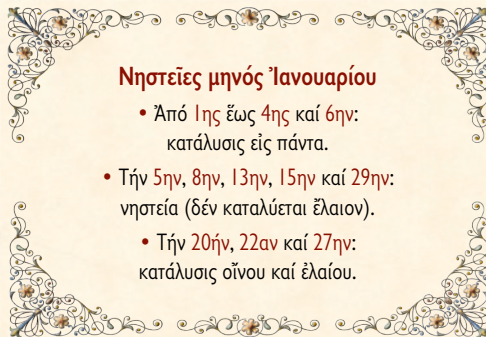 Νηστεῖες μηνός Ἰανουαρίου
• Ἀπό 1ης ἕως 4ης καί 6ην:
κατάλυσις εἰς πάντα.
• Τήν 5ην, 8ην, 13ην, 15ην καί 29ην:
νηστεία (δέν καταλύεται ἔλαιον).
• Τήν 20ήν, 22αν καί 27ην:
κατάλυσις οἴνου καί ἐλαίου.